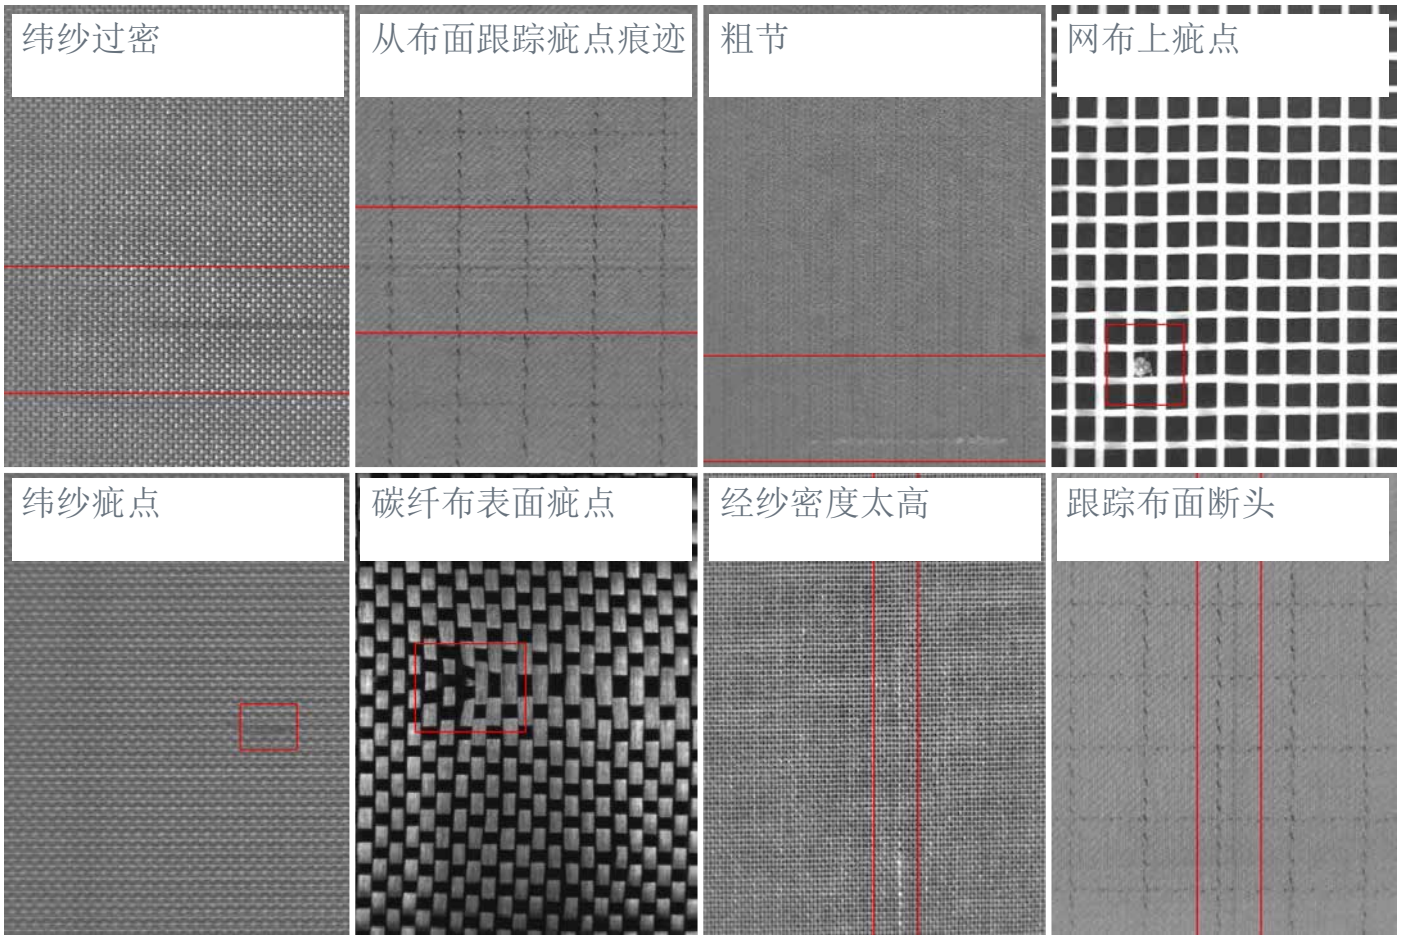 纬纱过密
从布面跟踪疵点痕迹
粗节
网布上疵点
纬纱疵点
碳纤布表面疵点
经纱密度太高
跟踪布面断头